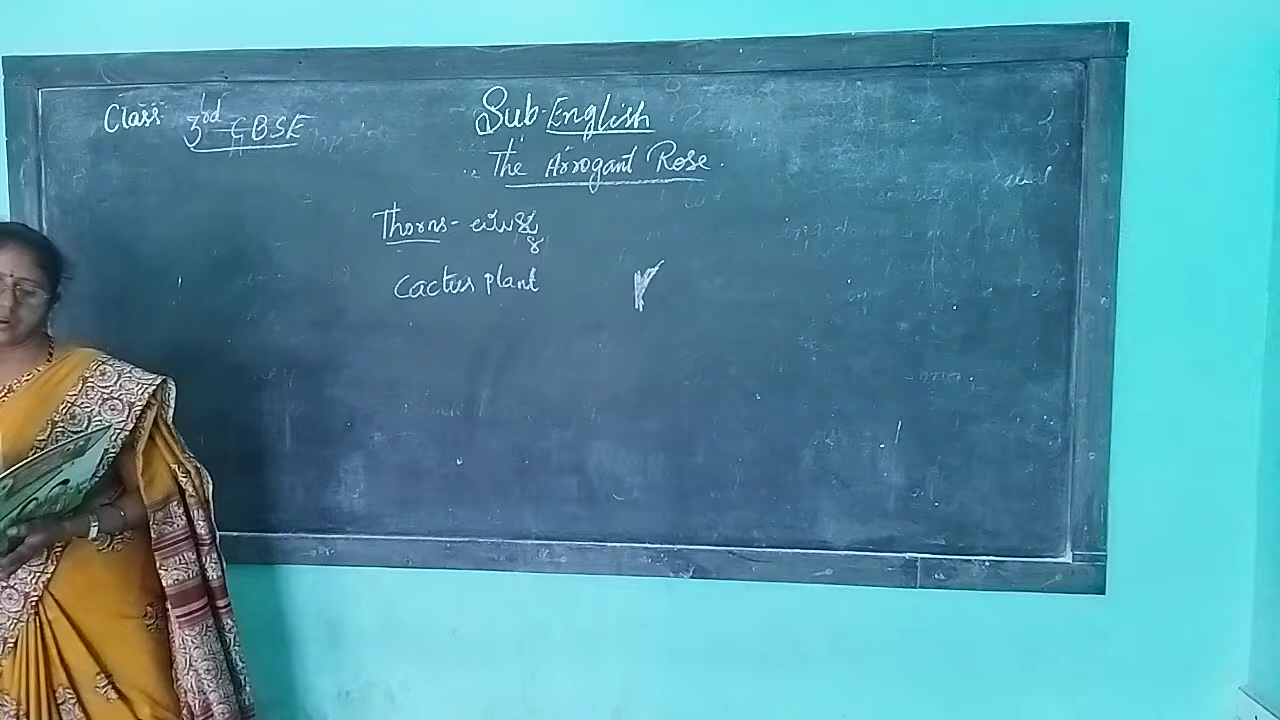 Class: 3rd CBSE
Sub-English
The Arrogant Rose.
Thorns-
cactus plant